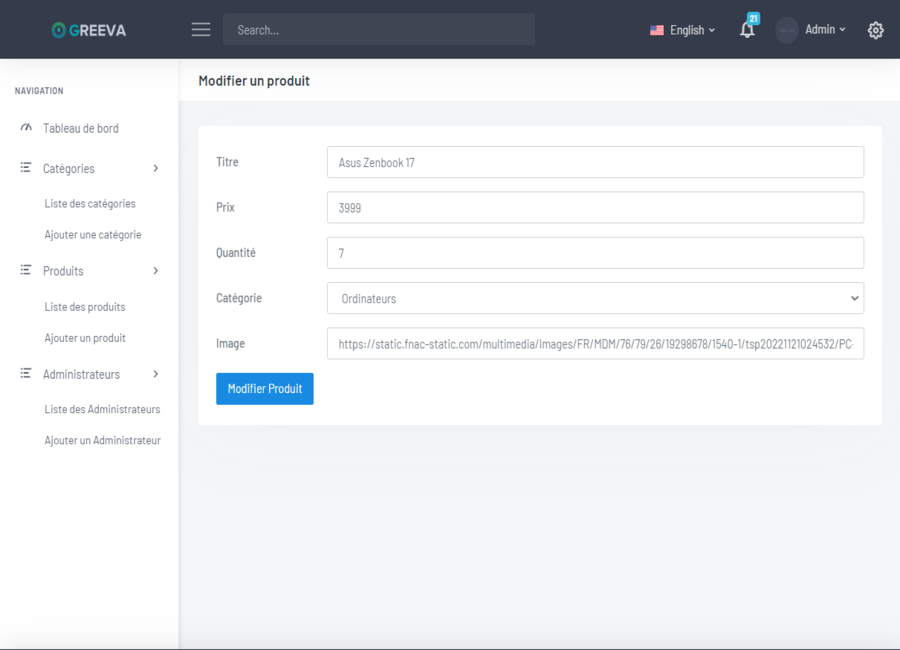 GREEVA
Search...
English
21
Admin
NAVIGATION
Tableau de bord
Catégories
Liste des catégories
Ajouter une catégorie
Produits
Liste des produits
Ajouter un produit
Administrateurs
Liste des Administrateurs
Ajouter un Administrateur
Modifier un produit
Titre
Asus Zenbook 17
Prix
3999
Quantité
7
Catégorie
Ordinateurs
Image
https://static.fnac-static.com/multimedia/Images/FR/MDM/76/79/26/19298678/1540-1/tsp20221121024532/PC-
Modifier Produit